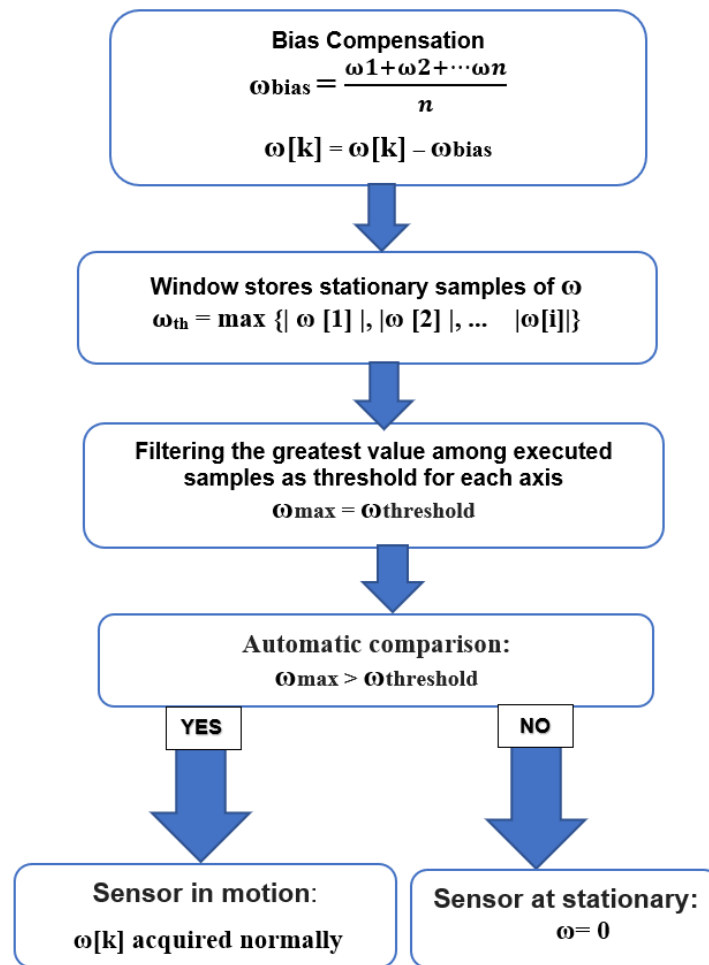 Bias Compensation
ωbias = ω1+ω2+⋯ωn / n
ω[k] = ω[k] – ωbias
Window stores stationary samples of ω
ωth = max {| ω [1] |, |ω [2] |, ... |ω[i]|}
Filtering the greatest value among executed
samples as threshold for each axis
ωmax = ωthreshold
Automatic comparison:
ωmax > ωthreshold
YES
NO
Sensor in motion:
ω[k] acquired normally
Sensor at stationary:
ω= 0